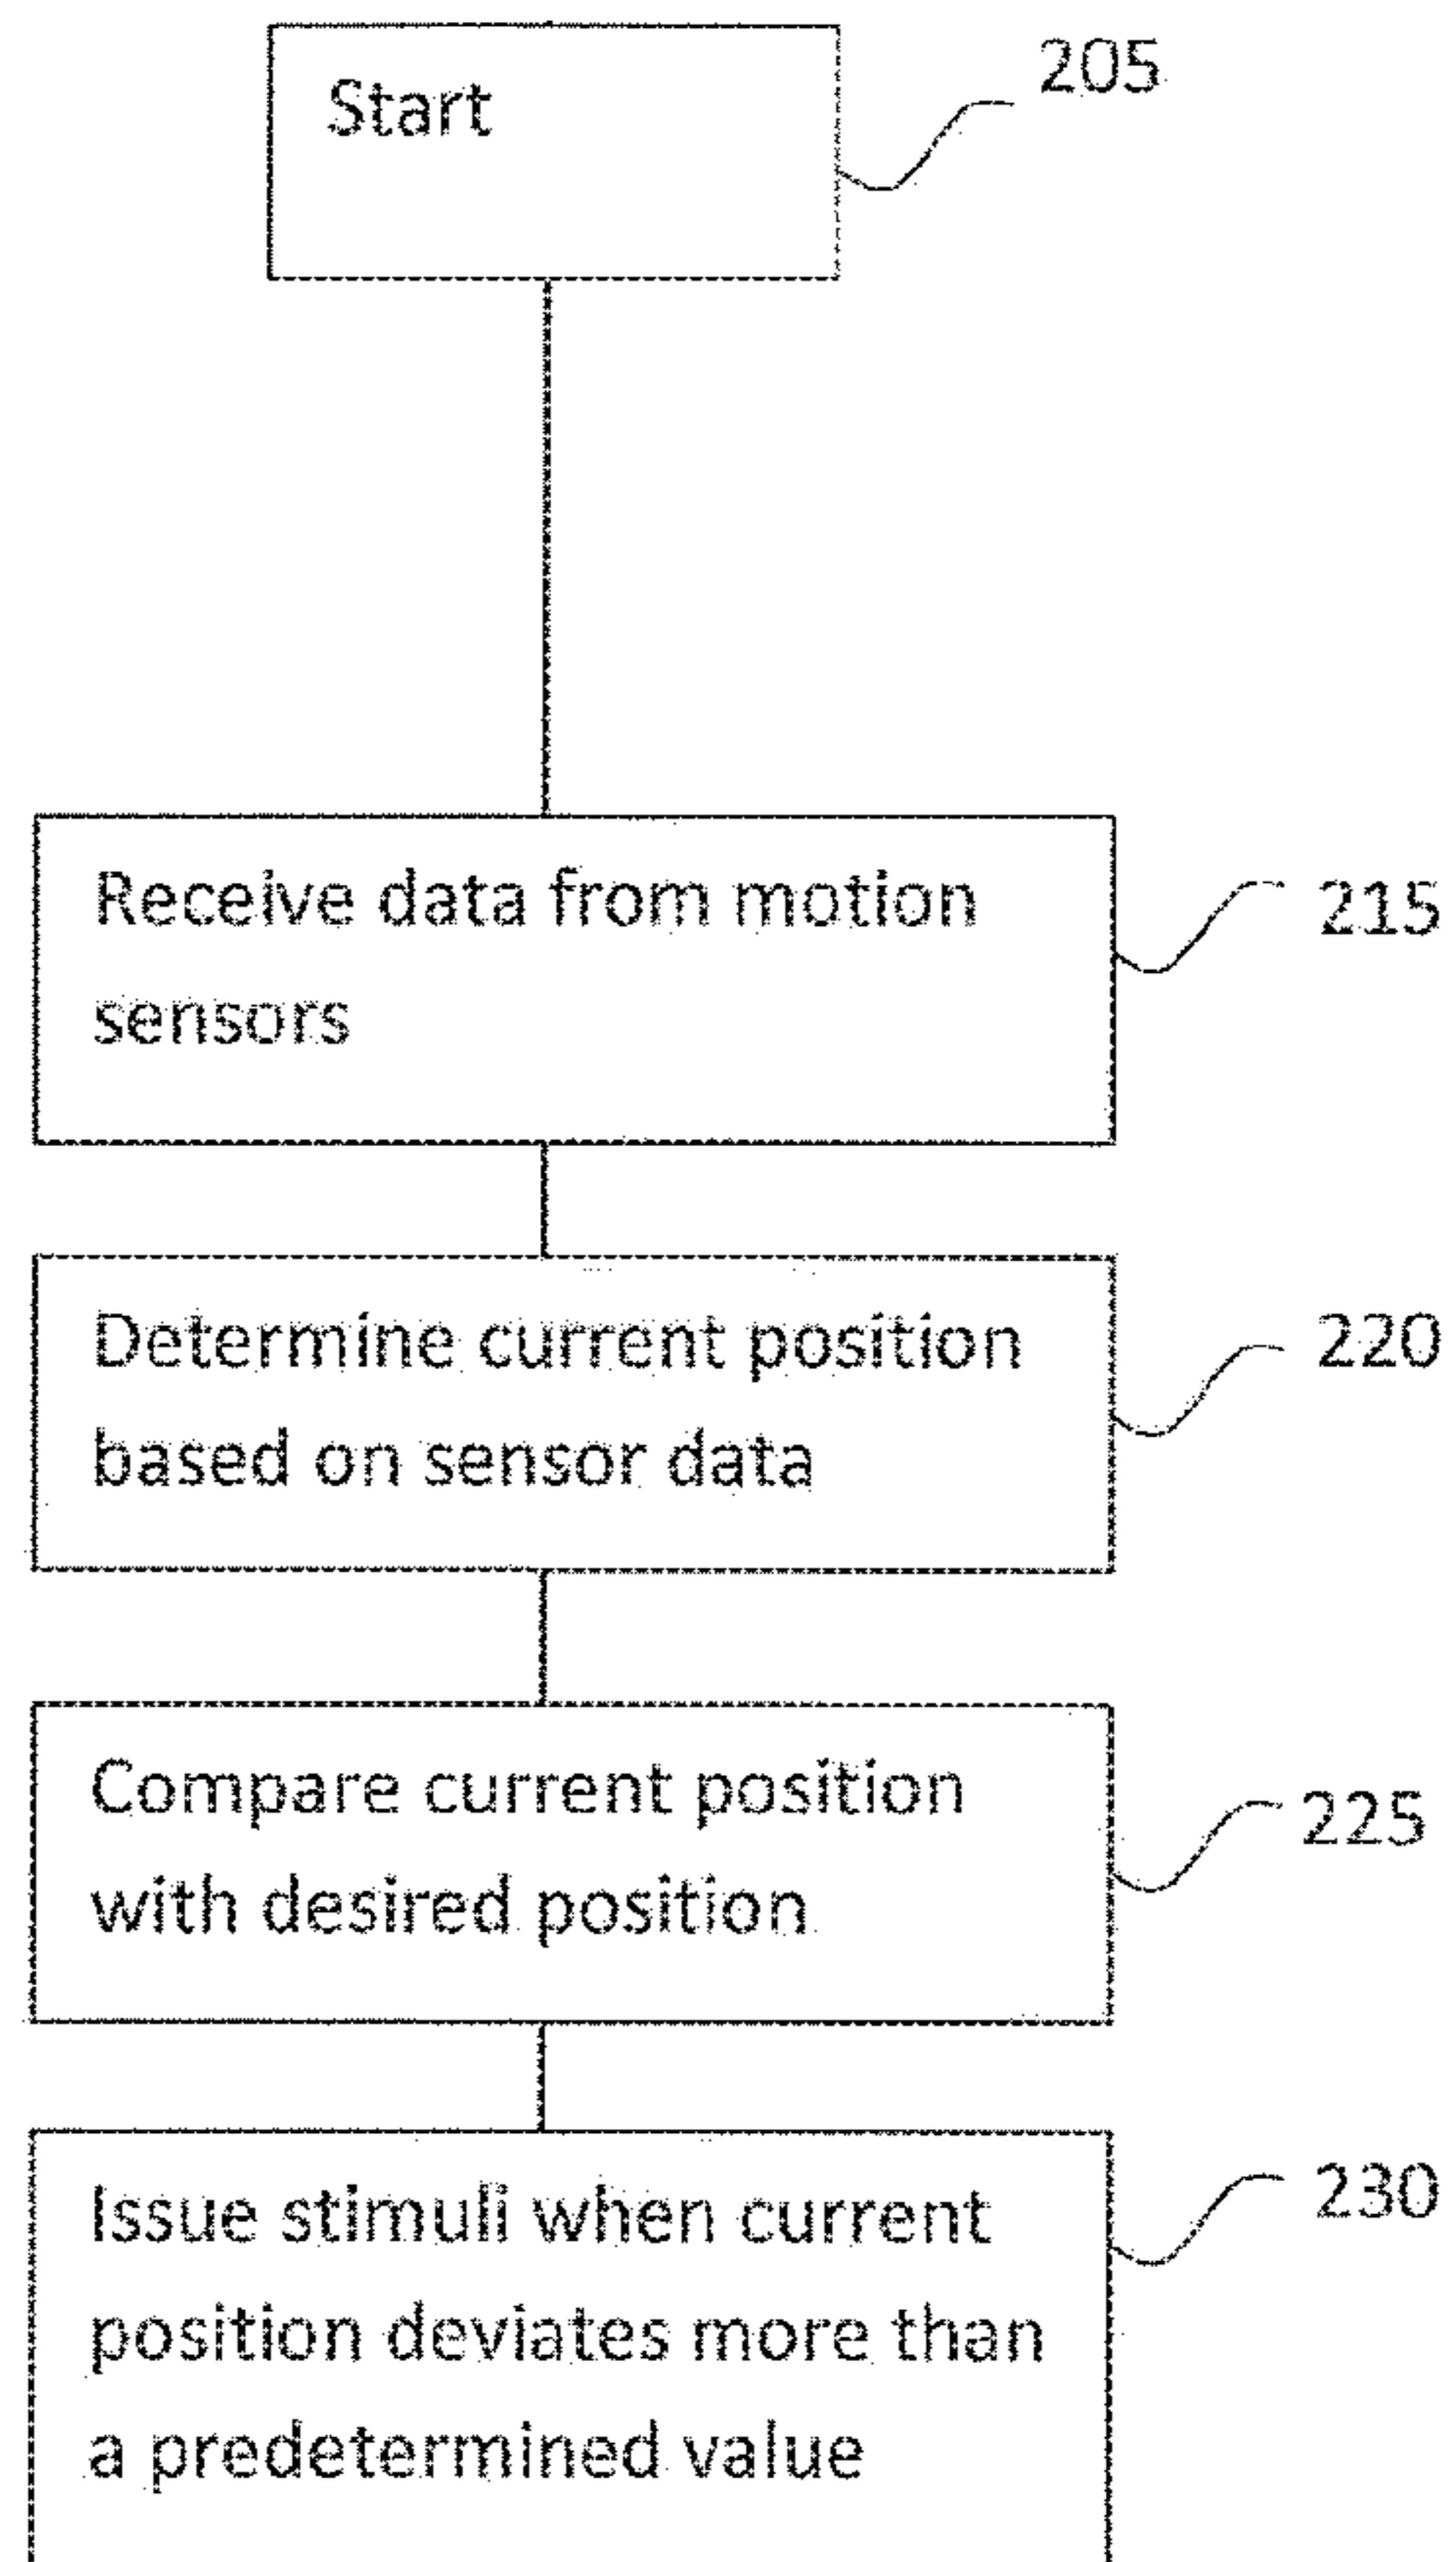 Start
205
Receive data from motion
sensors
215
Determine current position
based on sensor data
220
Compare current position
with desired position
225
Issue stimuli when current
position deviates more than
a predetermined value
230